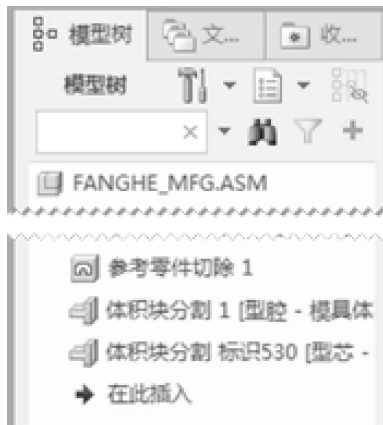 模型树 文... 收...
模型树
FANGHE_MFG.ASM
参考零件切除 1
体积块分割 1 [型腔 - 模具体
体积块分割 标识530 [型芯 -
在此插入